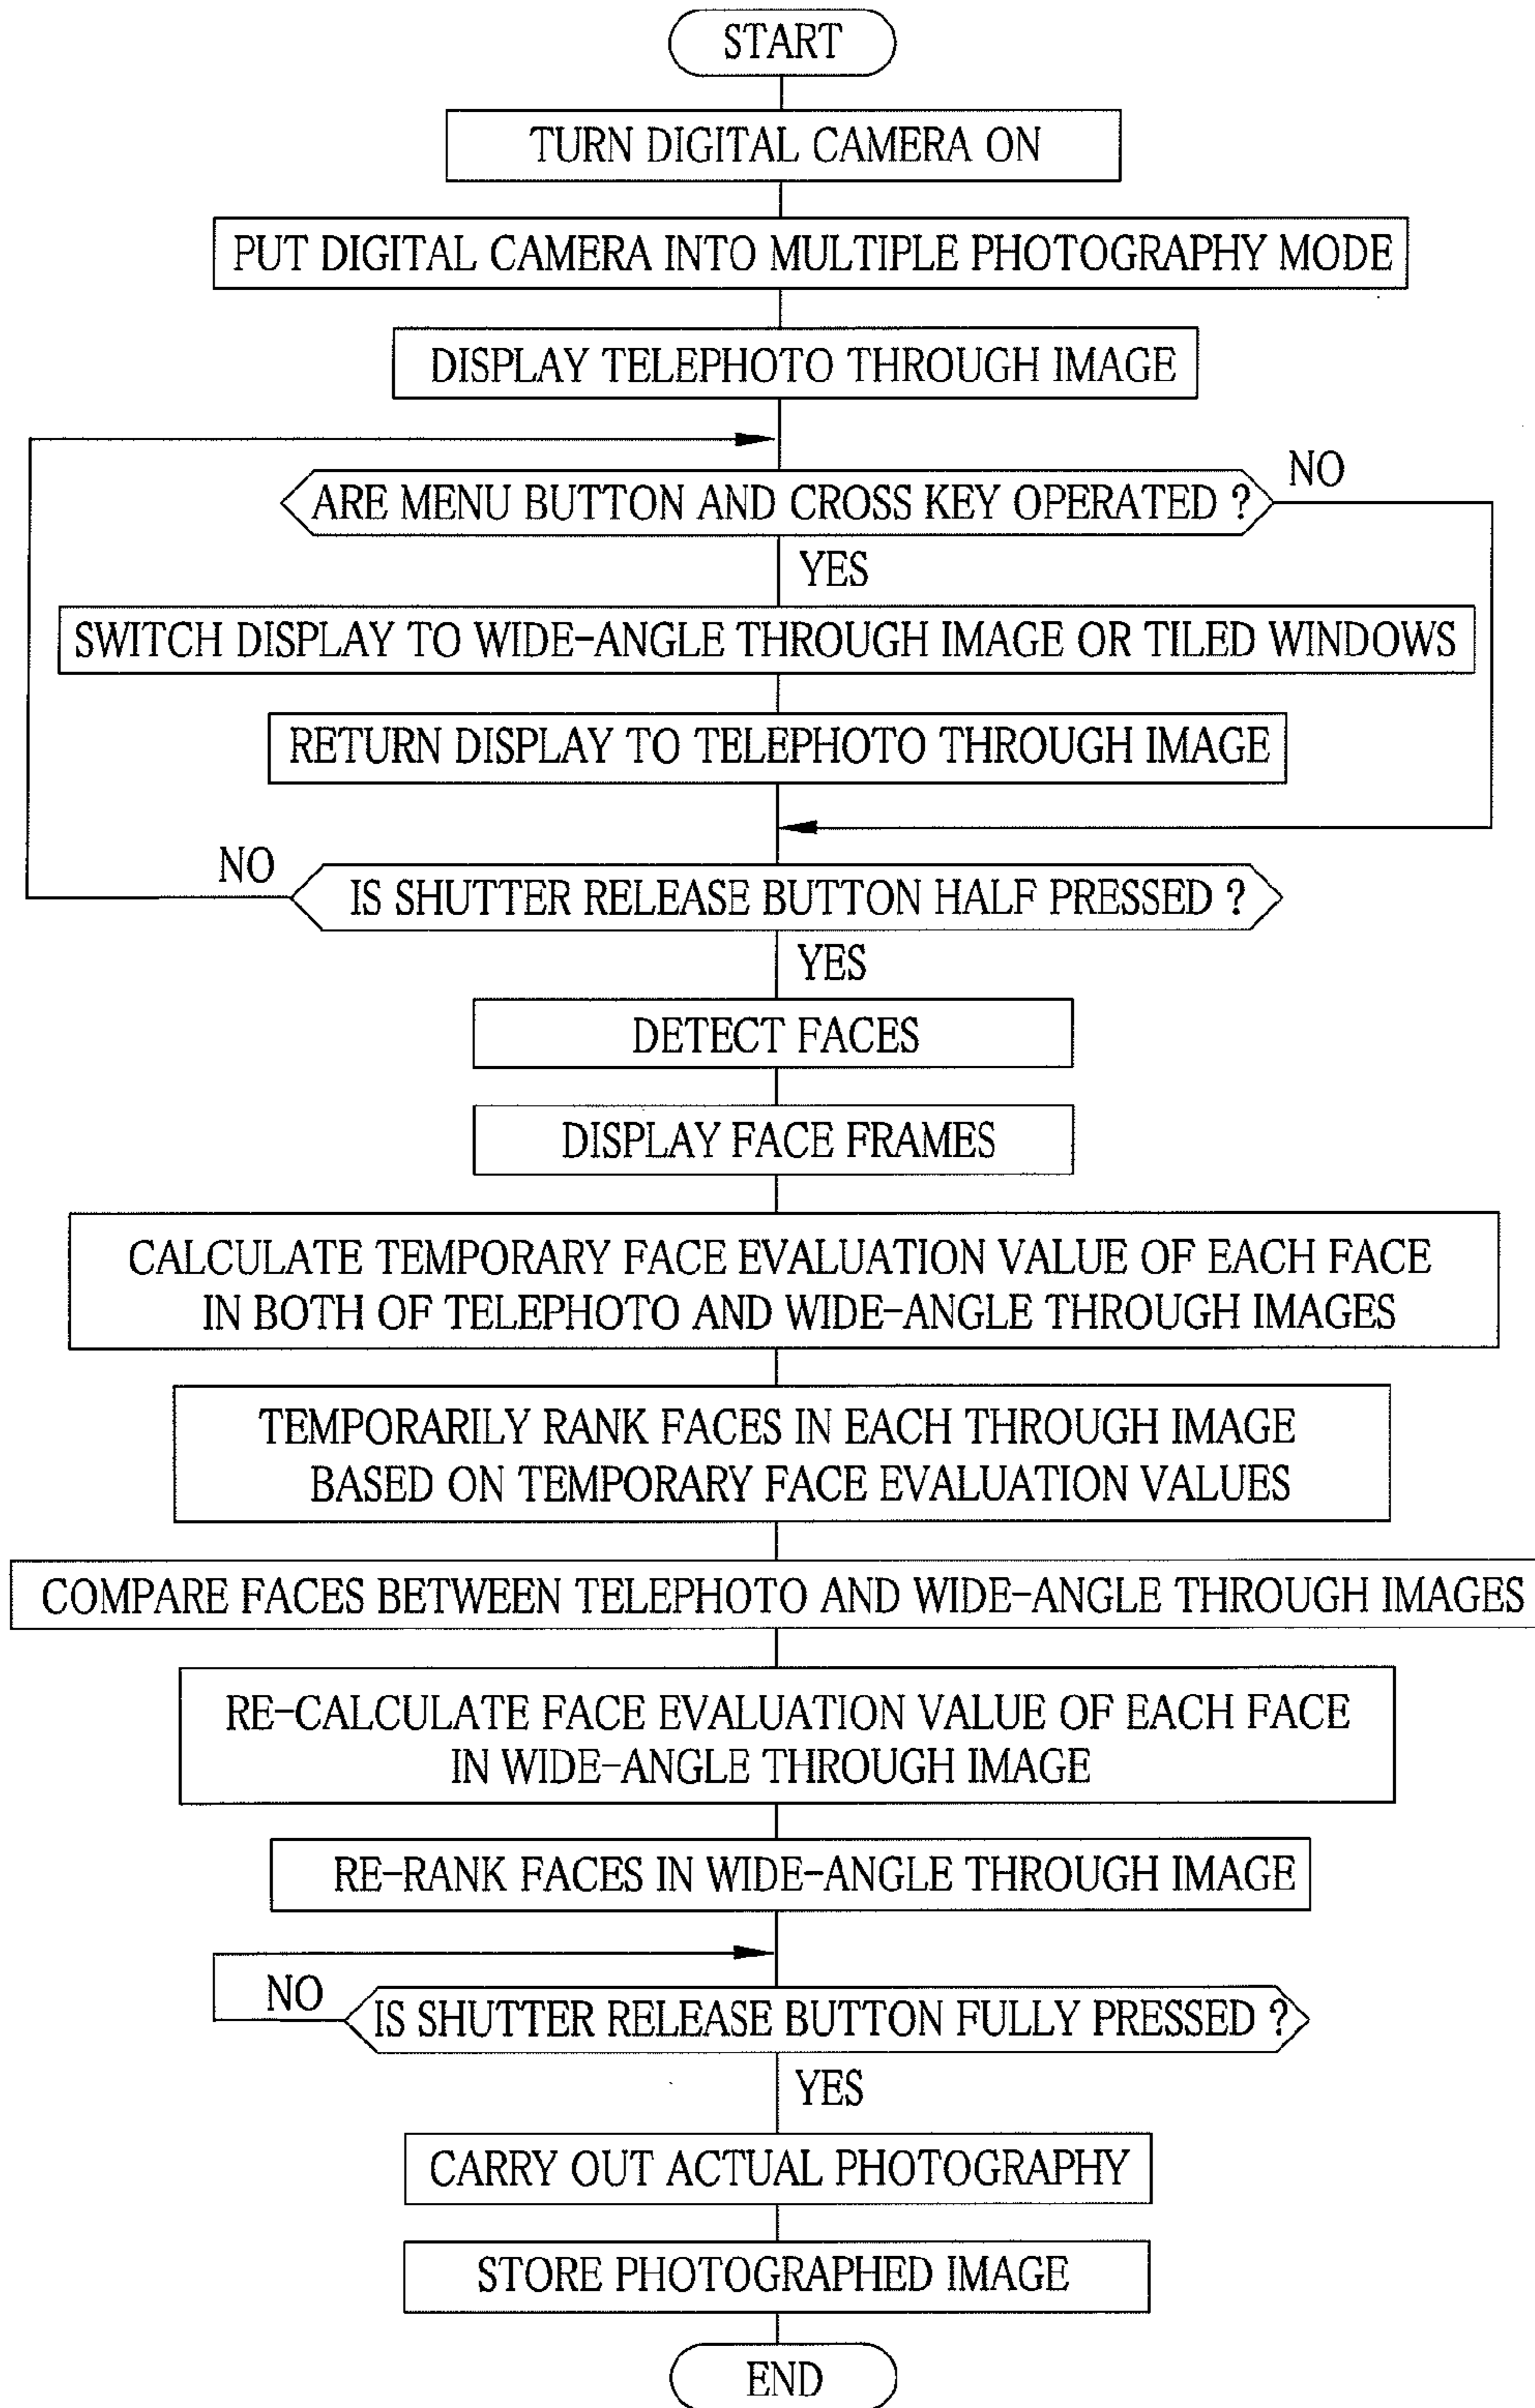 START
TURN DIGITAL CAMERA ON
PUT DIGITAL CAMERA INTO MULTIPLE PHOTOGRAPHY MODE
DISPLAY TELEPHOTO THROUGH IMAGE
ARE MENU BUTTON AND CROSS KEY OPERATED ?
NO
YES
SWITCH DISPLAY TO WIDE-ANGLE THROUGH IMAGE OR TILED WINDOWS
RETURN DISPLAY TO TELEPHOTO THROUGH IMAGE
NO
IS SHUTTER RELEASE BUTTON HALF PRESSED ?
YES
DETECT FACES
DISPLAY FACE FRAMES
CALCULATE TEMPORARY FACE EVALUATION VALUE OF EACH FACE
IN BOTH OF TELEPHOTO AND WIDE-ANGLE THROUGH IMAGES
TEMPORARILY RANK FACES IN EACH THROUGH IMAGE
BASED ON TEMPORARY FACE EVALUATION VALUES
COMPARE FACES BETWEEN TELEPHOTO AND WIDE-ANGLE THROUGH IMAGES
RE-CALCULATE FACE EVALUATION VALUE OF EACH FACE
IN WIDE-ANGLE THROUGH IMAGE
RE-RANK FACES IN WIDE-ANGLE THROUGH IMAGE
NO
IS SHUTTER RELEASE BUTTON FULLY PRESSED ?
YES
CARRY OUT ACTUAL PHOTOGRAPHY
STORE PHOTOGRAPHED IMAGE
END